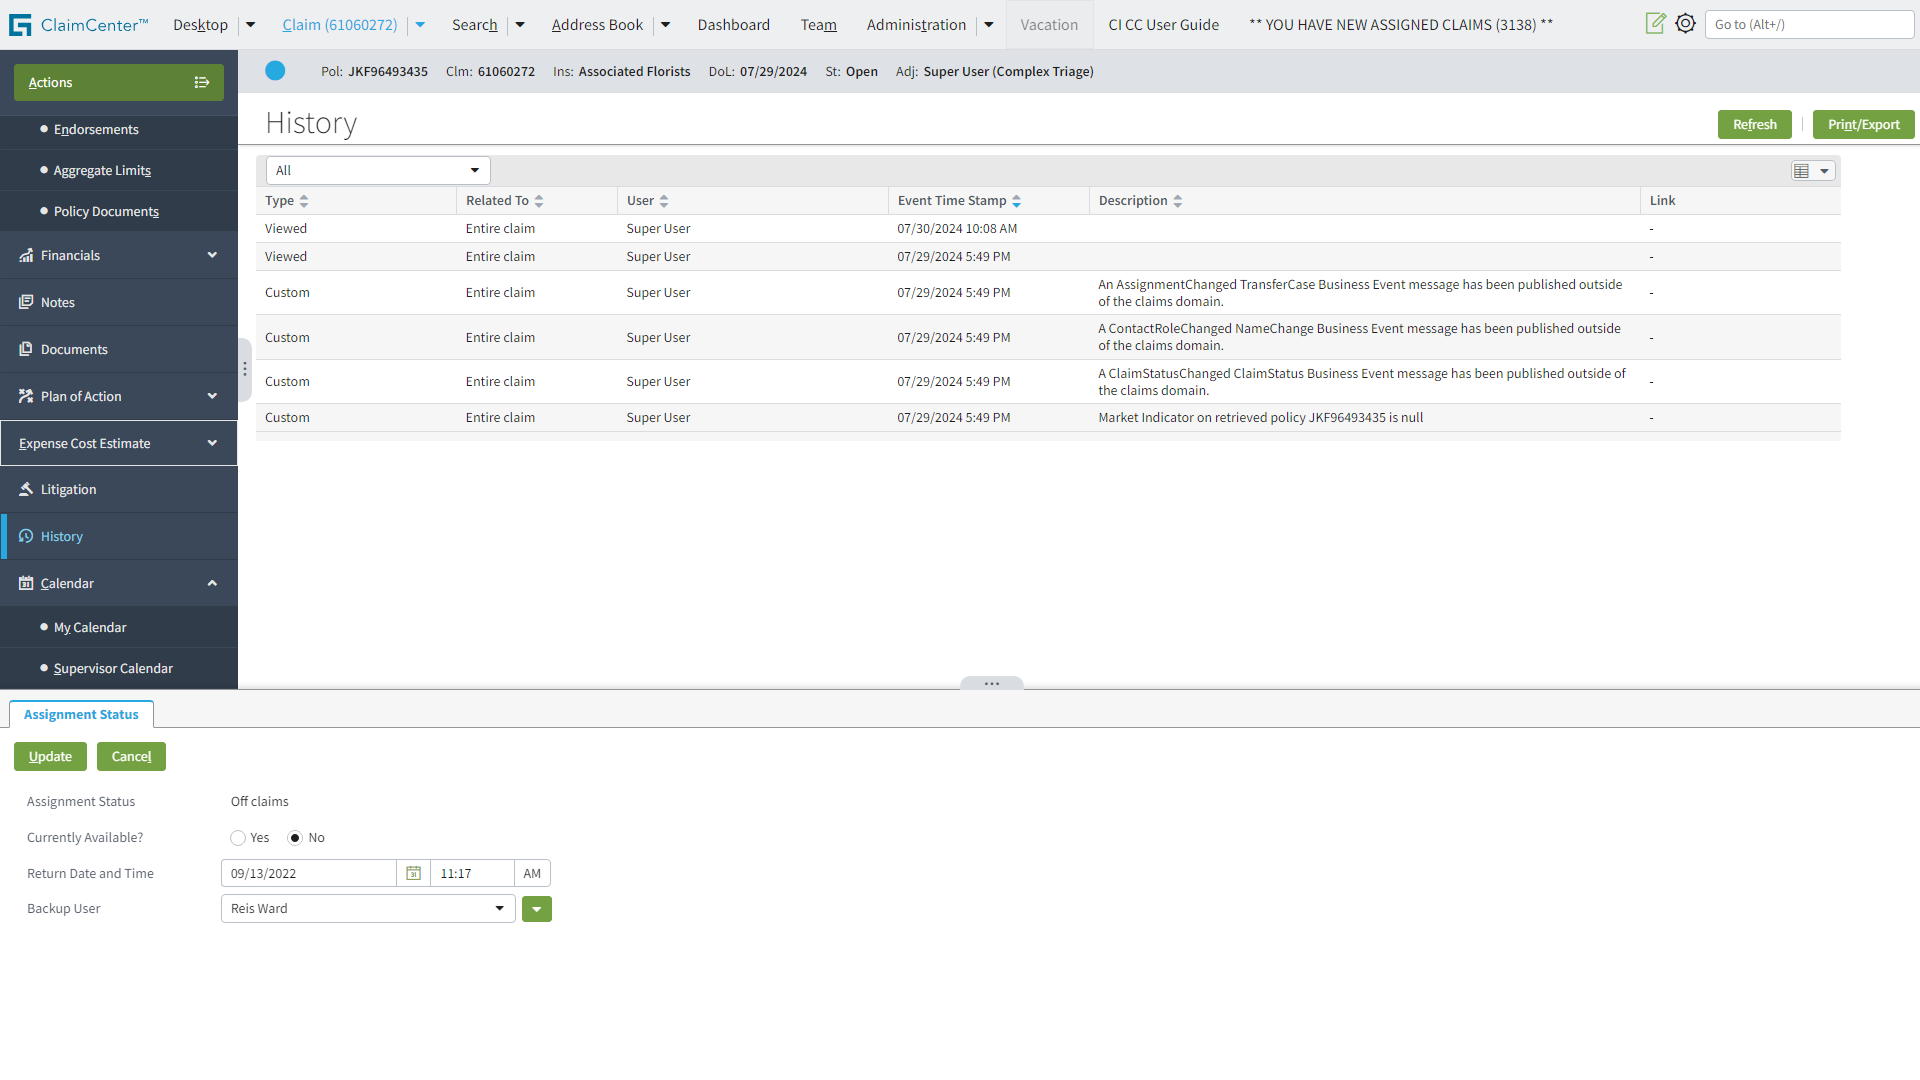 ClaimCenter™ Desktop Claim (61060272) Search Address Book Dashboard Team Administration Vacation CI CC User Guide ** YOU HAVE NEW ASSIGNED CLAIMS (3138) ** Go to (Alt+/)
Actions
Pol: JKF96493435 Clm: 61060272 Ins: Associated Florists DoL: 07/29/2024 St: Open Adj: Super User (Complex Triage)
Endorsements
Aggregate Limits
Policy Documents
Financials
Notes
Documents
Plan of Action
Expense Cost Estimate
Litigation
History
Calendar
My Calendar
Supervisor Calendar
History
Refresh Print/Export
All
Type Related To User Event Time Stamp Description Link
Viewed Entire claim Super User 07/30/2024 10:08 AM -
Viewed Entire claim Super User 07/29/2024 5:49 PM -
Custom Entire claim Super User 07/29/2024 5:49 PM An AssignmentChanged TransferCase Business Event message has been published outside
of the claims domain. -
Custom Entire claim Super User 07/29/2024 5:49 PM A ContactRoleChanged NameChange Business Event message has been published outside
of the claims domain. -
Custom Entire claim Super User 07/29/2024 5:49 PM A ClaimStatusChanged ClaimStatus Business Event message has been published outside of
the claims domain. -
Custom Entire claim Super User 07/29/2024 5:49 PM Market Indicator on retrieved policy JKF96493435 is null -
Assignment Status
Update Cancel
Assignment Status Off claims
Currently Available? Yes No
Return Date and Time 09/13/2022 31 11:17 AM
Backup User Reis Ward